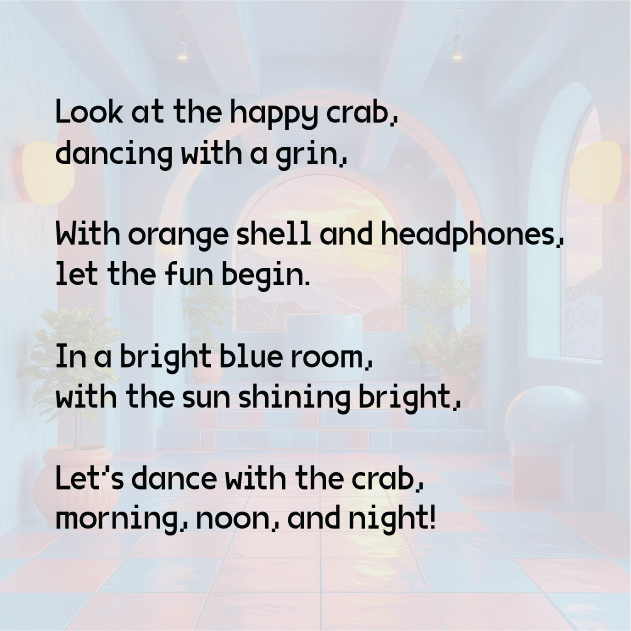 Look at the happy crab,
dancing with a grin,
With orange shell and headphones,
let the fun begin.
In a bright blue room,
with the sun shining bright,
Let's dance with the crab,
morning, noon, and night!